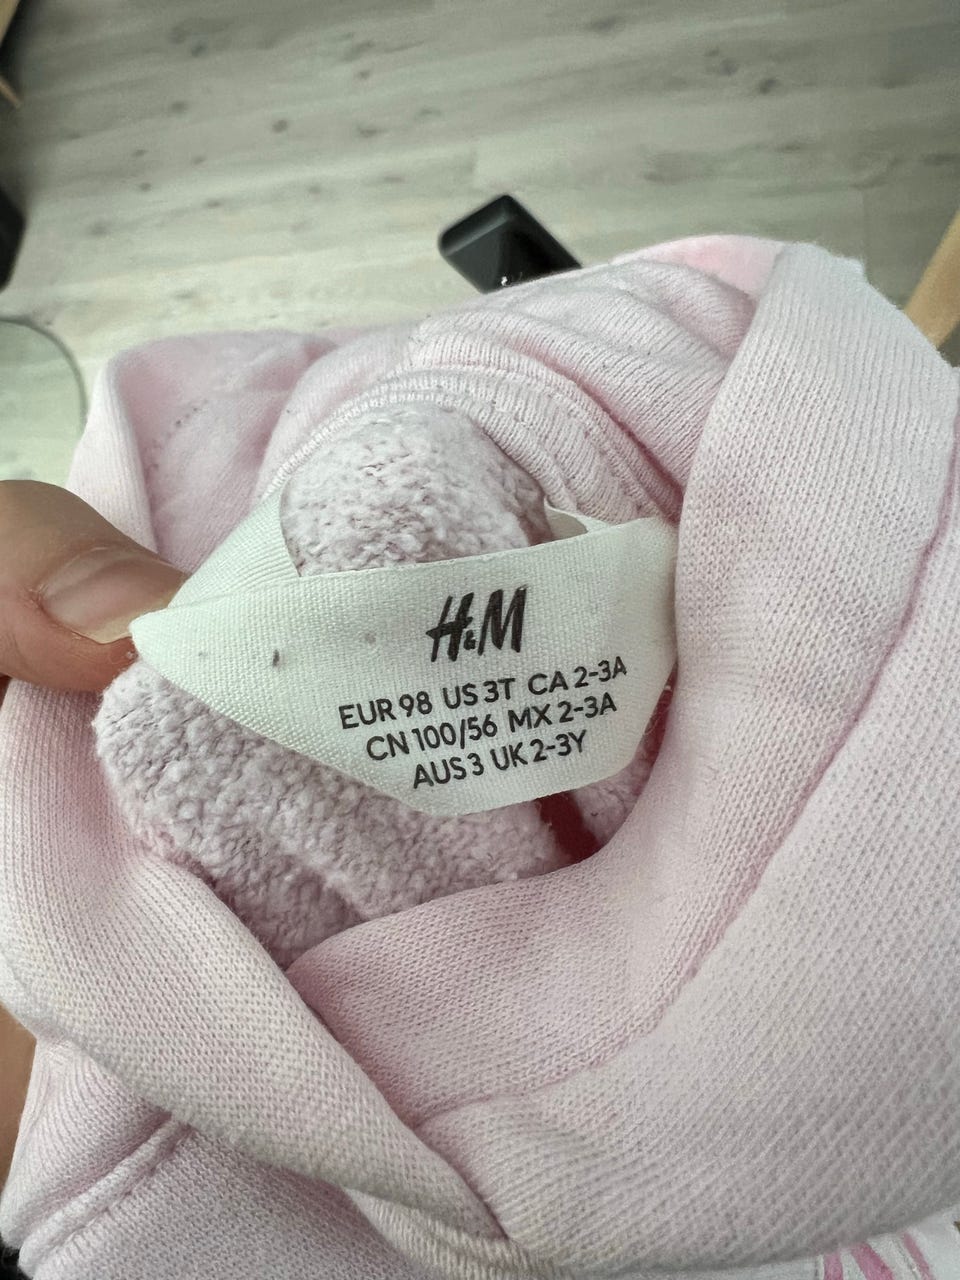 H&M
EUR 98 US 3T CA 2-3A
CN 100/56 MX 2-3A
AUS 3 UK 2-3Y